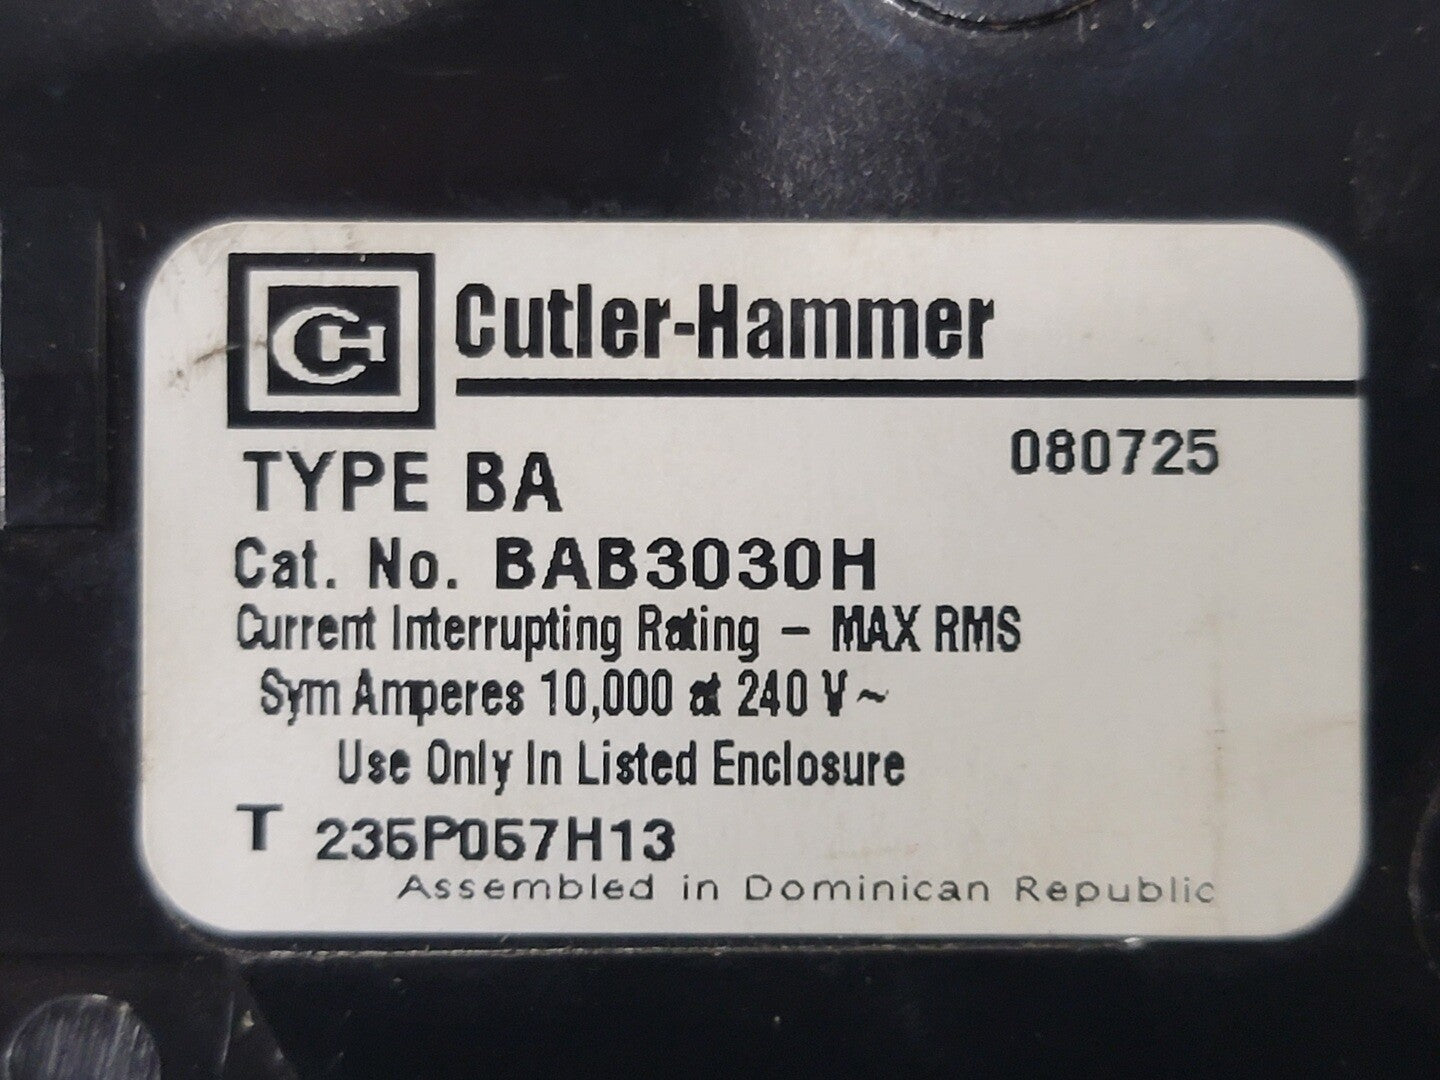 CH Cutler-Hammer
080725
TYPE BA
Cat. No. BAB3030H
Current Interrupting Rating – MAX RMS
Sym Amperes 10,000 at 240 V~
Use Only In Listed Enclosure
T 236P067H13
Assembled in Dominican Republic